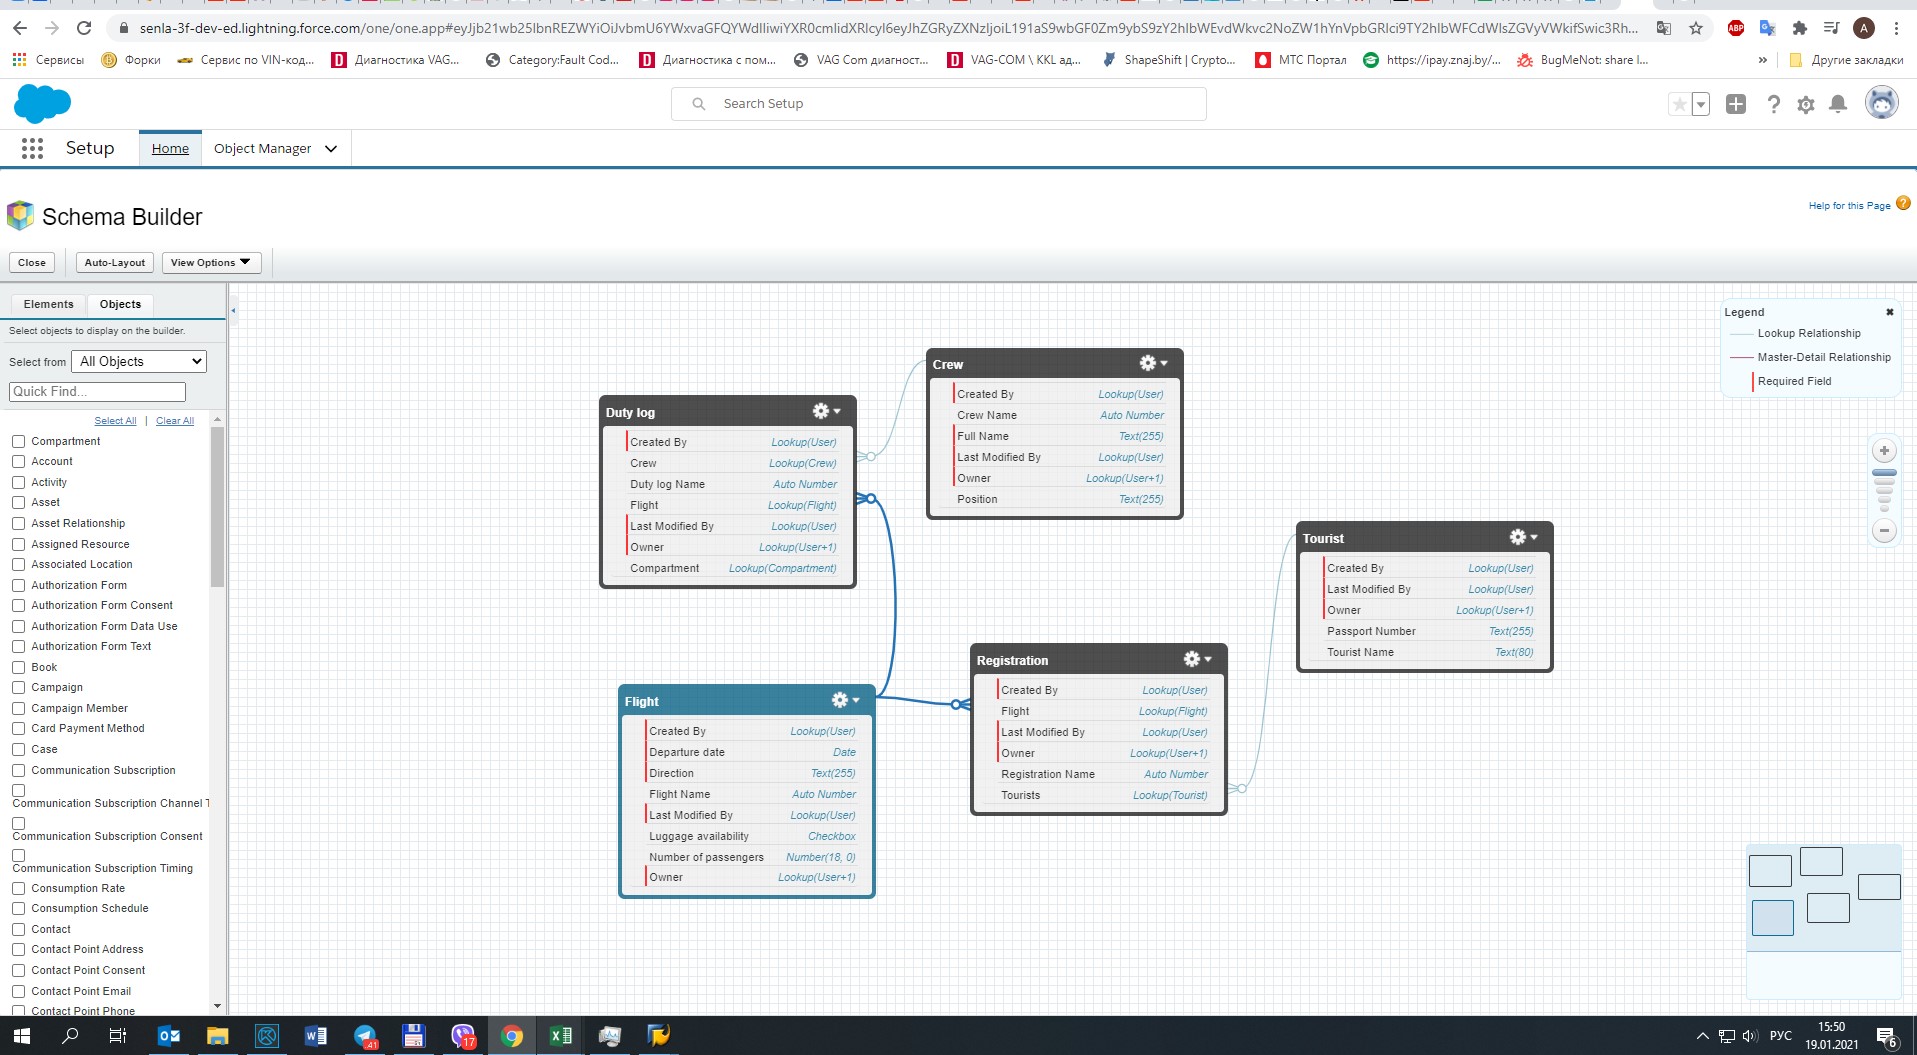 senla-3f-dev-ed.lightning.force.com/one/one.app#eyJjb21wb25lbnREZWYiOiJvbmU6YWxvaGFQYWdlIiwiYXR0cmlidXRlcyI6eyJhZGRyZXNzIjoiL191aS9wbGF0Zm9ybS9zY2hlbWEvdWkvc2NoZW1hYnVpbGRlci9TY2hlbWFCdWlsZGVyVWkifSwic3Rh...
ABP
A
Сервисы
Форки
Сервис по VIN-код...
D
Диагностика VAG...
Category:Fault Cod...
D
Диагностика с пом...
VAG Com диагност...
D
VAG-COM \ KKL ад...
ShapeShift | Crypto...
МТС Портал
https://ipay.znaj.by/...
BugMeNot: share l...
»
Другие закладки
Search Setup
Setup
Home
Object Manager
Schema Builder
Help for this Page
Close
Auto-Layout
View Options
Elements
Objects
Select objects to display on the builder.
Select from
All Objects
Quick Find...
Select All | Clear All
Compartment
Account
Activity
Asset
Asset Relationship
Assigned Resource
Associated Location
Authorization Form
Authorization Form Consent
Authorization Form Data Use
Authorization Form Text
Book
Campaign
Campaign Member
Card Payment Method
Case
Communication Subscription
Communication Subscription Channel T
Communication Subscription Consent
Communication Subscription Timing
Consumption Rate
Consumption Schedule
Contact
Contact Point Address
Contact Point Consent
Contact Point Email
Contact Point Phone
Duty log
Created By Lookup(User)
Crew Lookup(Crew)
Duty log Name Auto Number
Flight Lookup(Flight)
Last Modified By Lookup(User)
Owner Lookup(User+1)
Compartment Lookup(Compartment)
Crew
Created By Lookup(User)
Crew Name Auto Number
Full Name Text(255)
Last Modified By Lookup(User)
Owner Lookup(User+1)
Position Text(255)
Tourist
Created By Lookup(User)
Last Modified By Lookup(User)
Owner Lookup(User+1)
Passport Number Text(255)
Tourist Name Text(80)
Registration
Created By Lookup(User)
Flight Lookup(Flight)
Last Modified By Lookup(User)
Owner Lookup(User+1)
Registration Name Auto Number
Tourists Lookup(Tourist)
Flight
Created By Lookup(User)
Departure date Date
Direction Text(255)
Flight Name Auto Number
Last Modified By Lookup(User)
Luggage availability Checkbox
Number of passengers Number(18, 0)
Owner Lookup(User+1)
Legend
Lookup Relationship
Master-Detail Relationship
Required Field
41
17
РУС
15:50
19.01.2021
6